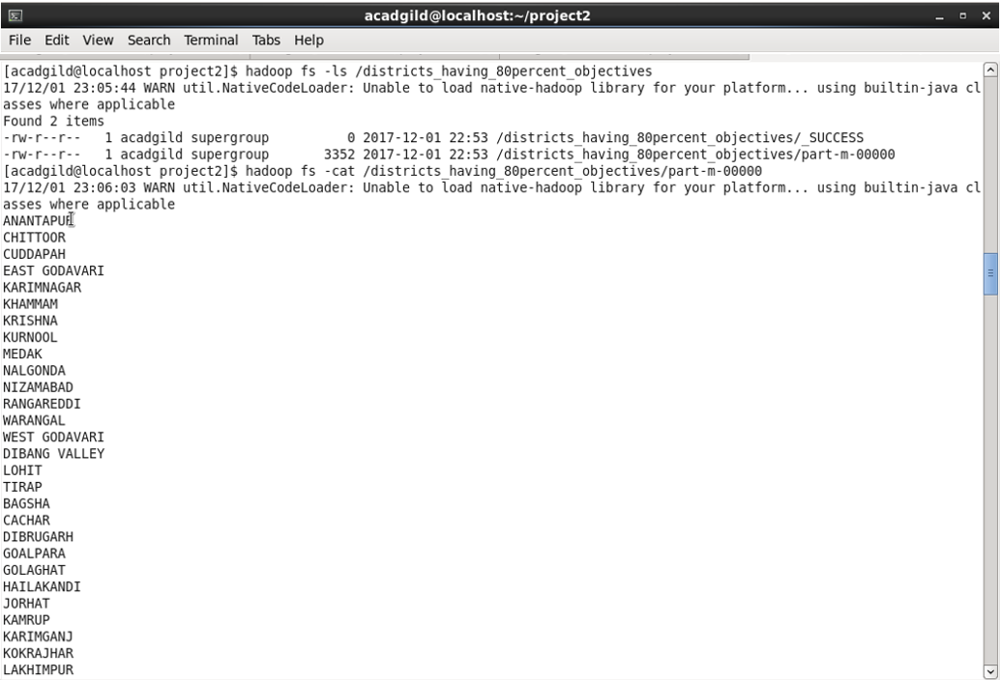 acadgild@localhost:~/project2
File Edit View Search Terminal Tabs Help
[acadgild@localhost project2]$ hadoop fs -ls /districts_having_80percent_objectives
17/12/01 23:05:44 WARN util.NativeCodeLoader: Unable to load native-hadoop library for your platform... using builtin-java cl
asses where applicable
Found 2 items
-rw-r--r--   1 acadgild supergroup          0 2017-12-01 22:53 /districts_having_80percent_objectives/_SUCCESS
-rw-r--r--   1 acadgild supergroup       3352 2017-12-01 22:53 /districts_having_80percent_objectives/part-m-00000
[acadgild@localhost project2]$ hadoop fs -cat /districts_having_80percent_objectives/part-m-00000
17/12/01 23:06:03 WARN util.NativeCodeLoader: Unable to load native-hadoop library for your platform... using builtin-java cl
asses where applicable
ANANTAPUR
CHITTOOR
CUDDAPAH
EAST GODAVARI
KARIMNAGAR
KHAMMAM
KRISHNA
KURNOOL
MEDAK
NALGONDA
NIZAMABAD
RANGAREDDI
WARANGAL
WEST GODAVARI
DIBANG VALLEY
LOHIT
TIRAP
BAGSHA
CACHAR
DIBRUGARH
GOALPARA
GOLAGHAT
HAILAKANDI
JORHAT
KAMRUP
KARIMGANJ
KOKRAJHAR
LAKHIMPUR